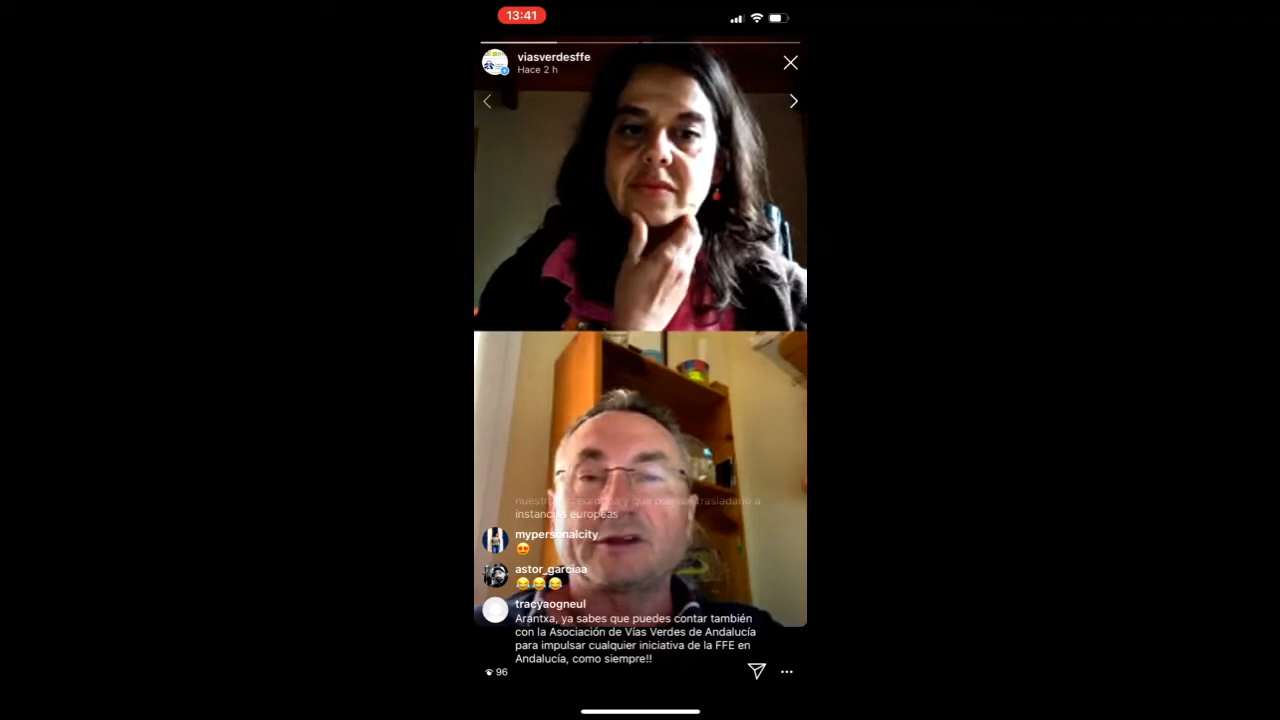 13:41
viasverdesffe
Hace 2 h
instancias europeas
mypersonalcity
astor_garciaa
tracyaogneul
Arantxa, ya sabes que puedes contar también
con la Asociación de Vías Verdes de Andalucía
para impulsar cualquier iniciativa de la FFE en
Andalucía, como siempre!!
96